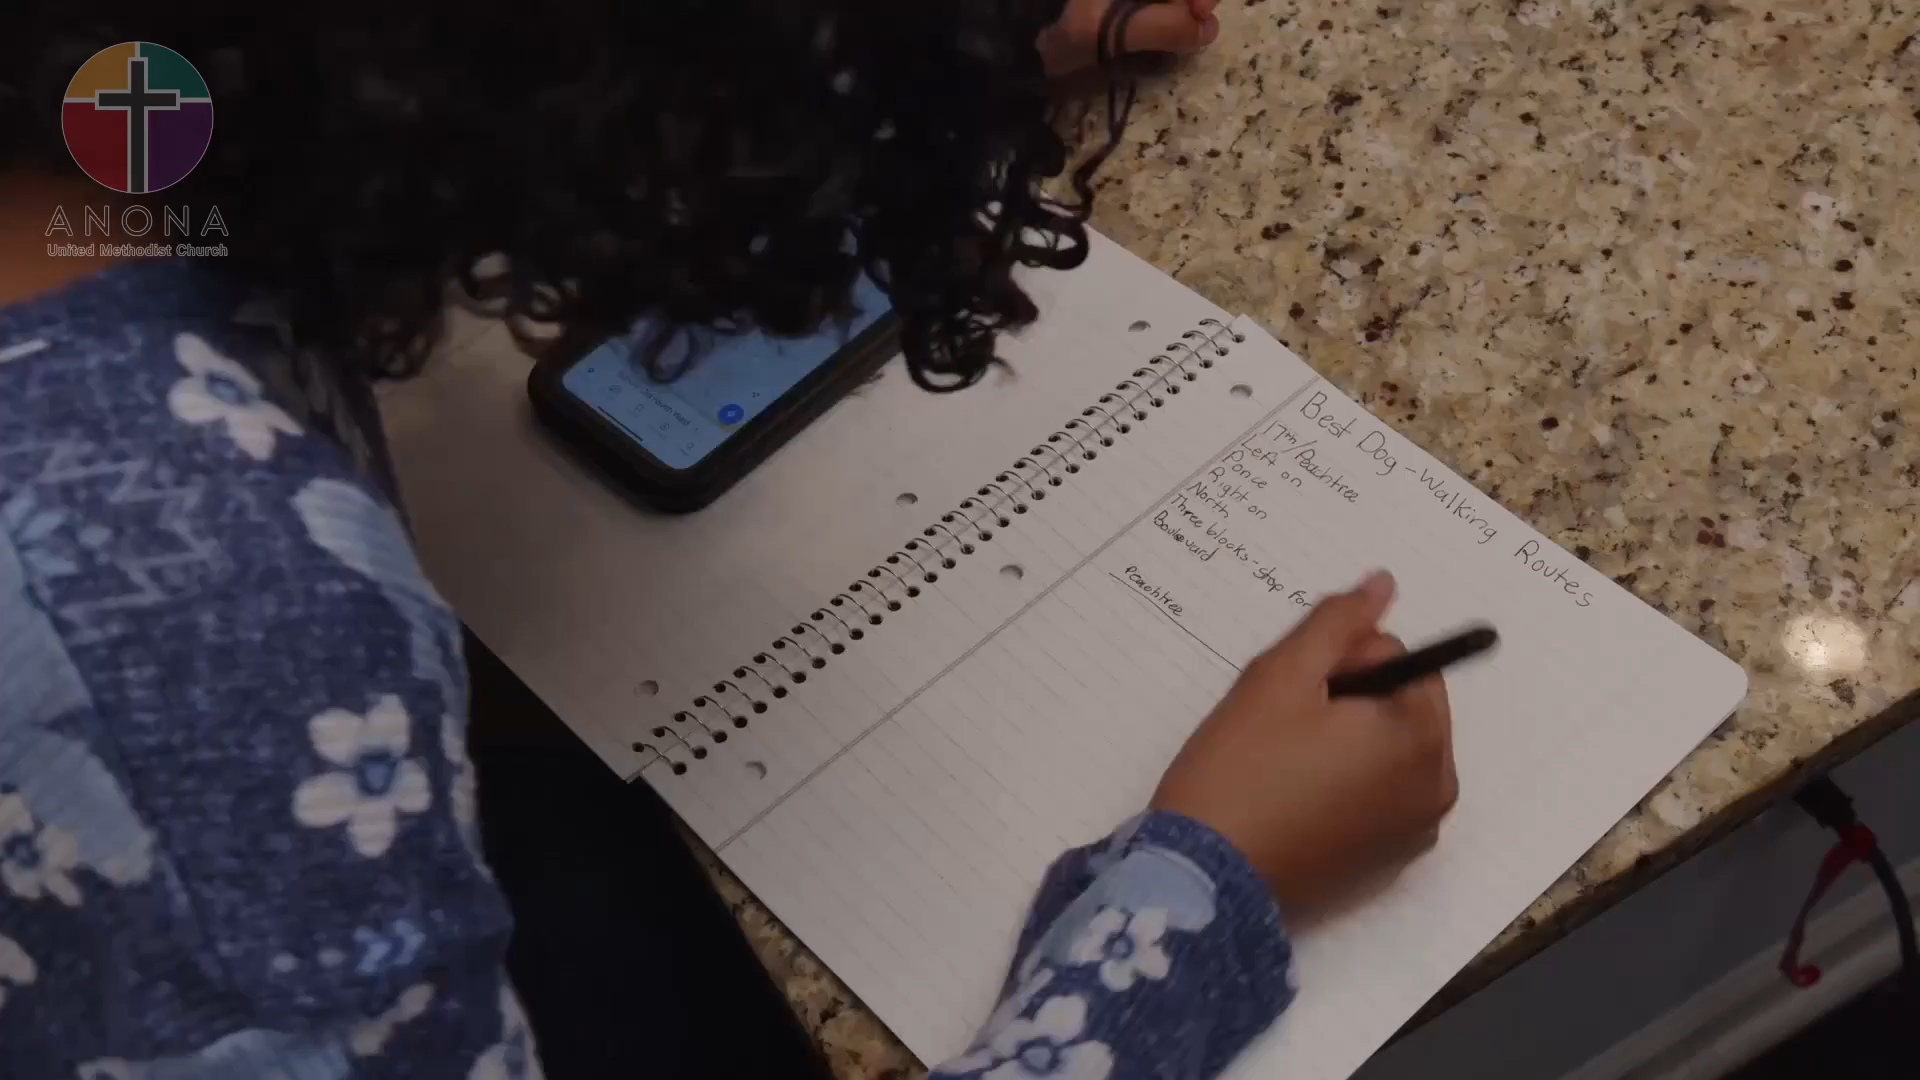 ANONA
United Methodist Church
Best Dog-Walking Routes
17th/Peachtree
Left on
Ponce
Right on
North
Three blocks-stop for
Boulevard
Peachtree